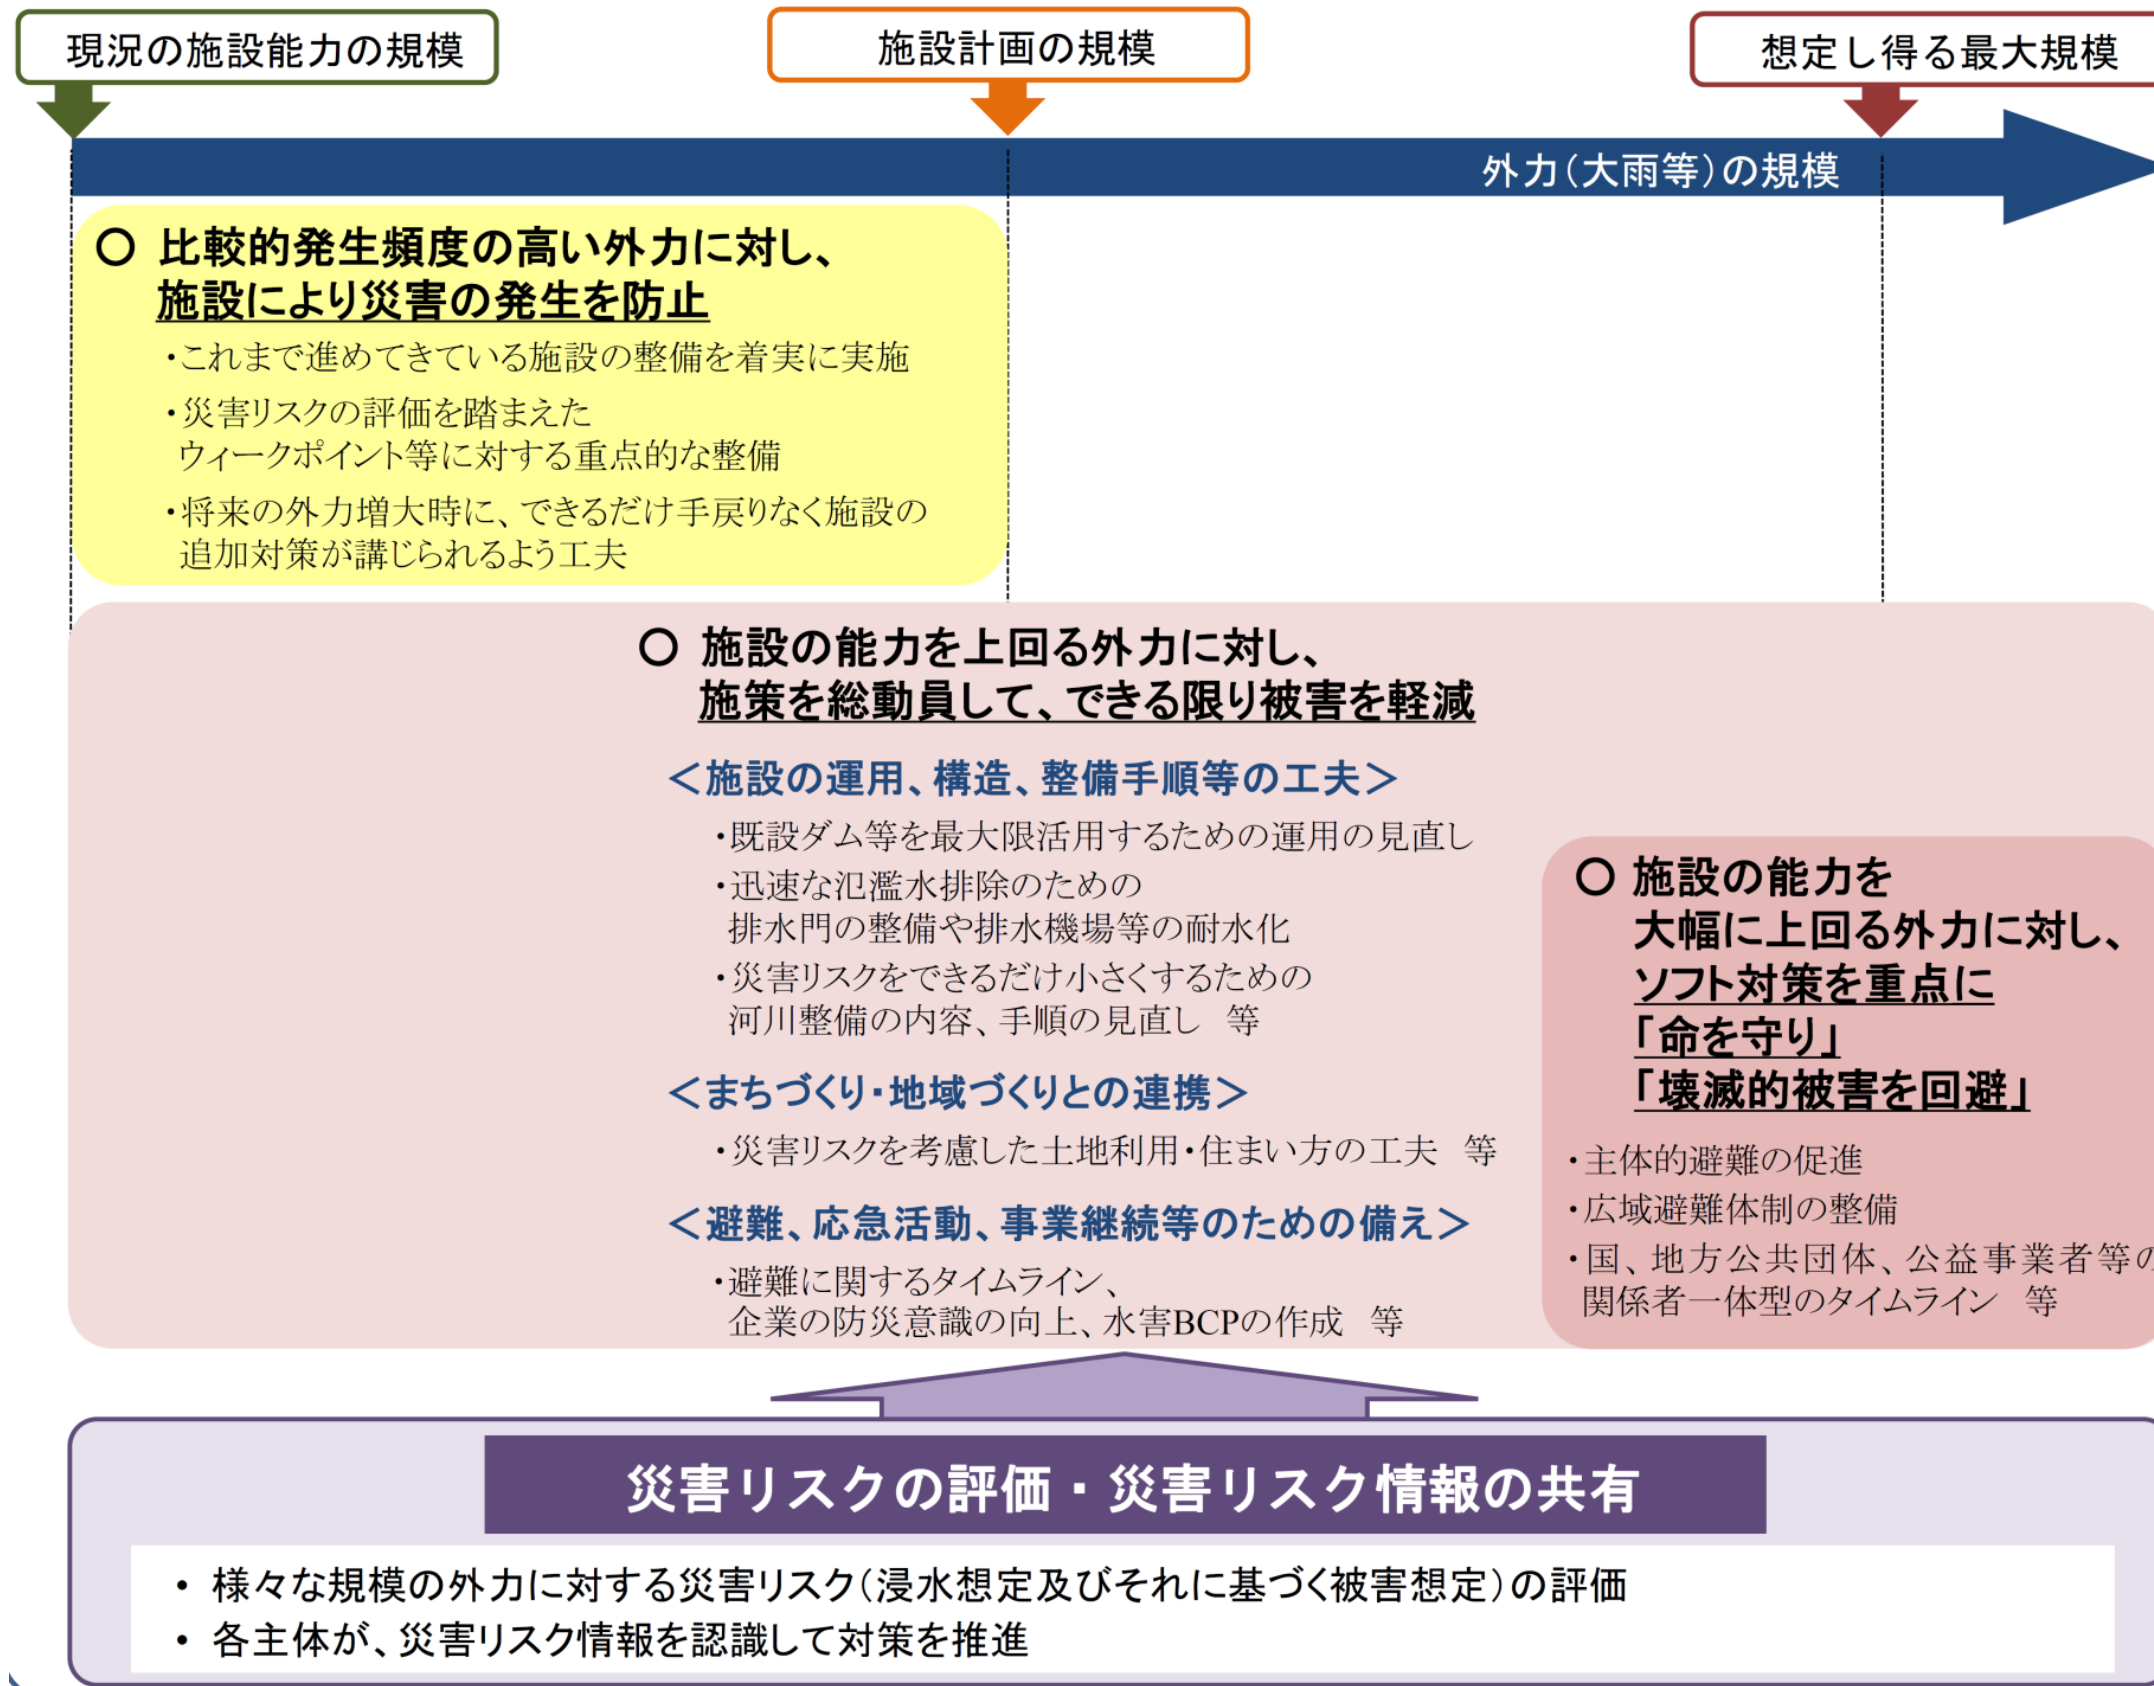 現況の施設能力の規模
施設計画の規模
想定し得る最大規模
外力(大雨等)の規模
○ 比較的発生頻度の高い外力に対し、
施設により災害の発生を防止
・これまで進めてきている施設の整備を着実に実施
・災害リスクの評価を踏まえた
ウィークポイント等に対する重点的な整備
・将来の外力増大時に、できるだけ手戻りなく施設の
追加対策が講じられるよう工夫
○ 施設の能力を上回る外力に対し、
施策を総動員して、できる限り被害を軽減
＜施設の運用、構造、整備手順等の工夫＞
・既設ダム等を最大限活用するための運用の見直し
・迅速な氾濫水排除のための
排水門の整備や排水機場等の耐水化
・災害リスクをできるだけ小さくするための
河川整備の内容、手順の見直し 等
＜まちづくり・地域づくりとの連携＞
・災害リスクを考慮した土地利用・住まい方の工夫 等
＜避難、応急活動、事業継続等のための備え＞
・避難に関するタイムライン、
企業の防災意識の向上、水害BCPの作成 等
○ 施設の能力を
大幅に上回る外力に対し、
ソフト対策を重点に
「命を守り」
「壊滅的被害を回避」
・主体的避難の促進
・広域避難体制の整備
・国、地方公共団体、公益事業者等の
関係者一体型のタイムライン 等
災害リスクの評価・災害リスク情報の共有
• 様々な規模の外力に対する災害リスク(浸水想定及びそれに基づく被害想定)の評価
• 各主体が、災害リスク情報を認識して対策を推進